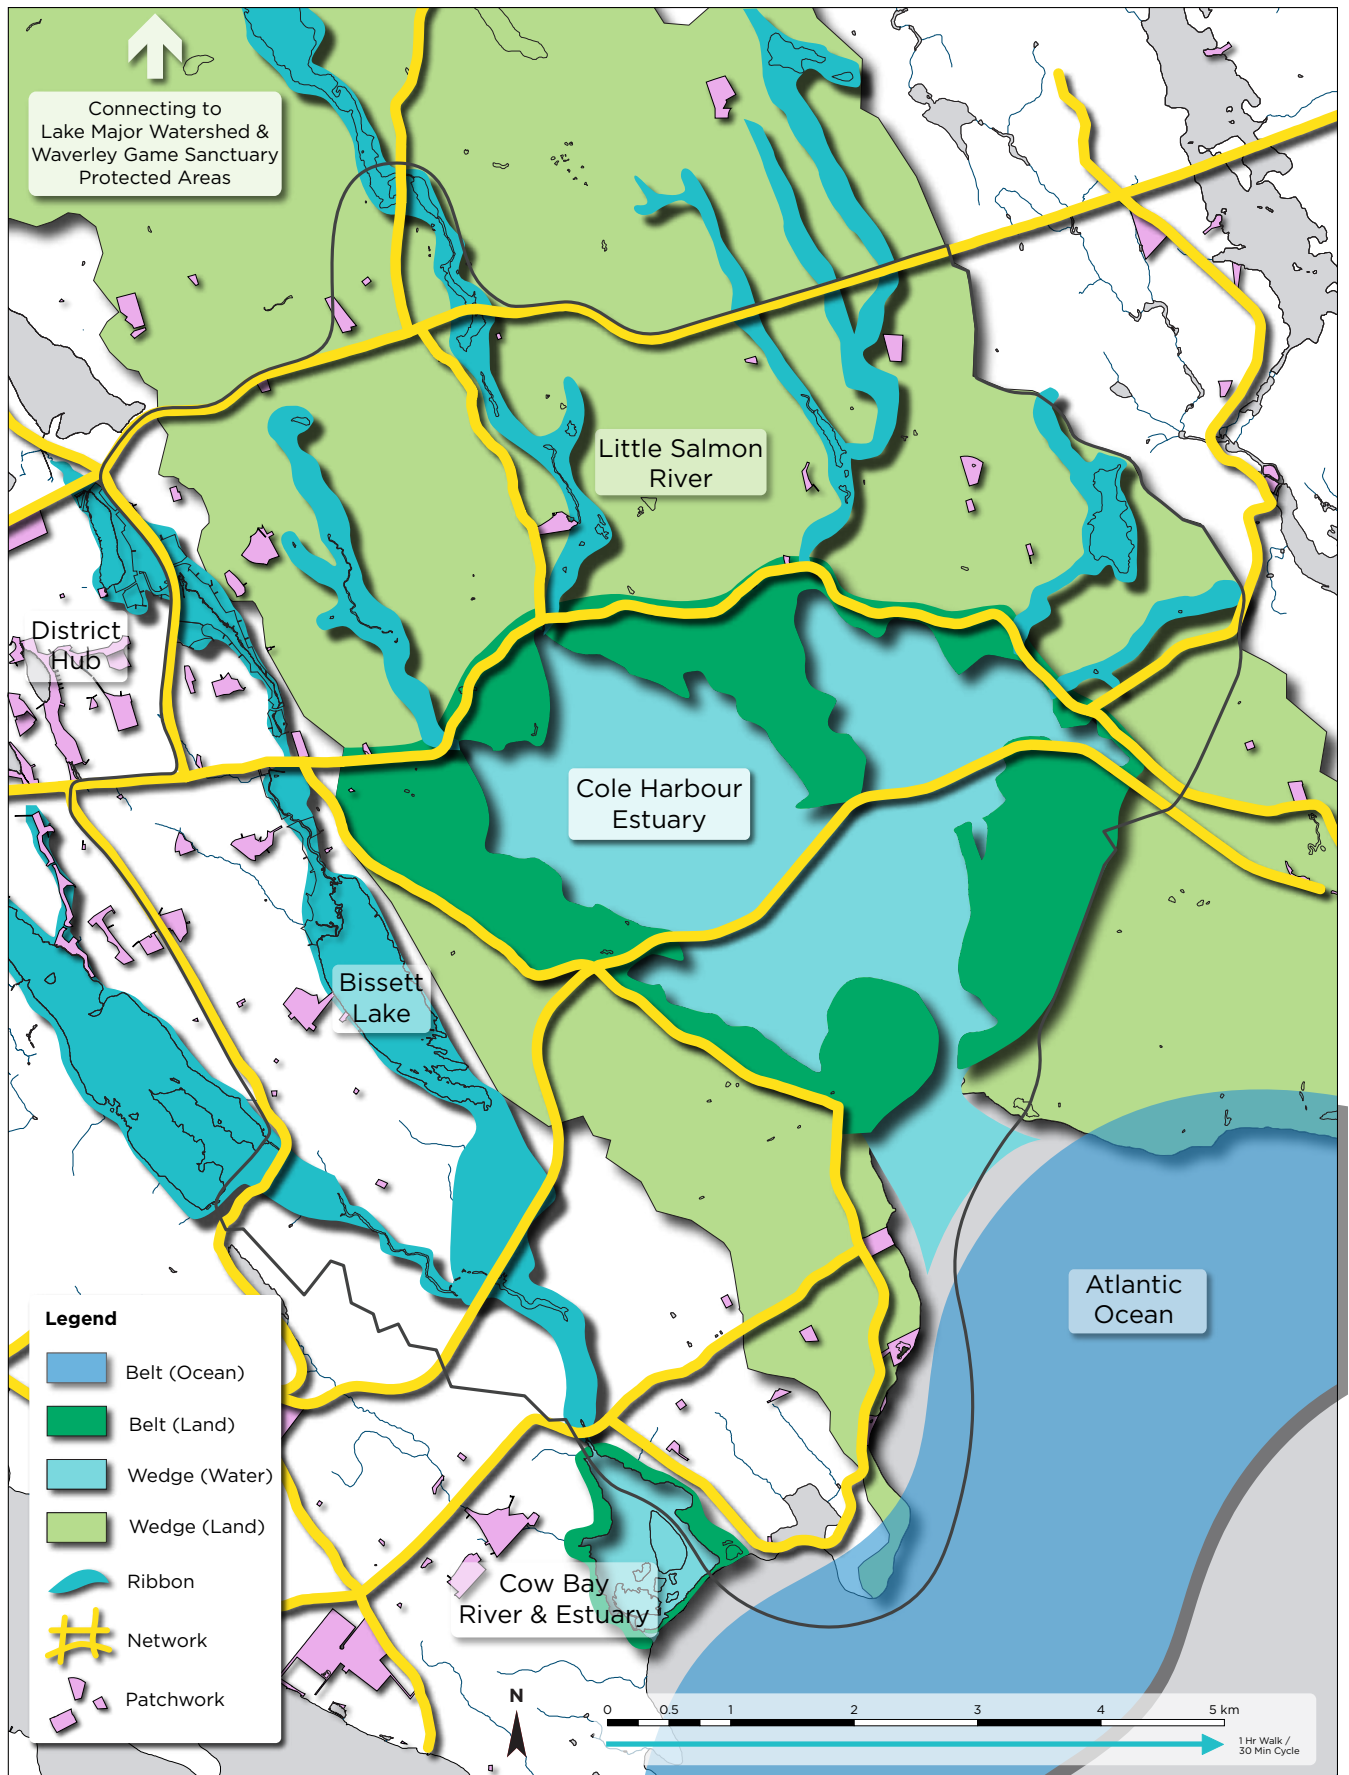 Connecting to
Lake Major Watershed &
Waverley Game Sanctuary
Protected Areas
Little Salmon
River
District
Hub
Cole Harbour
Estuary
Bissett
Lake
Atlantic
Ocean
Cow Bay
River & Estuary
Legend
Belt (Ocean)
Belt (Land)
Wedge (Water)
Wedge (Land)
Ribbon
Network
Patchwork
N
0 0.5 1 2 3 4 5 km
1 Hr Walk /
30 Min Cycle